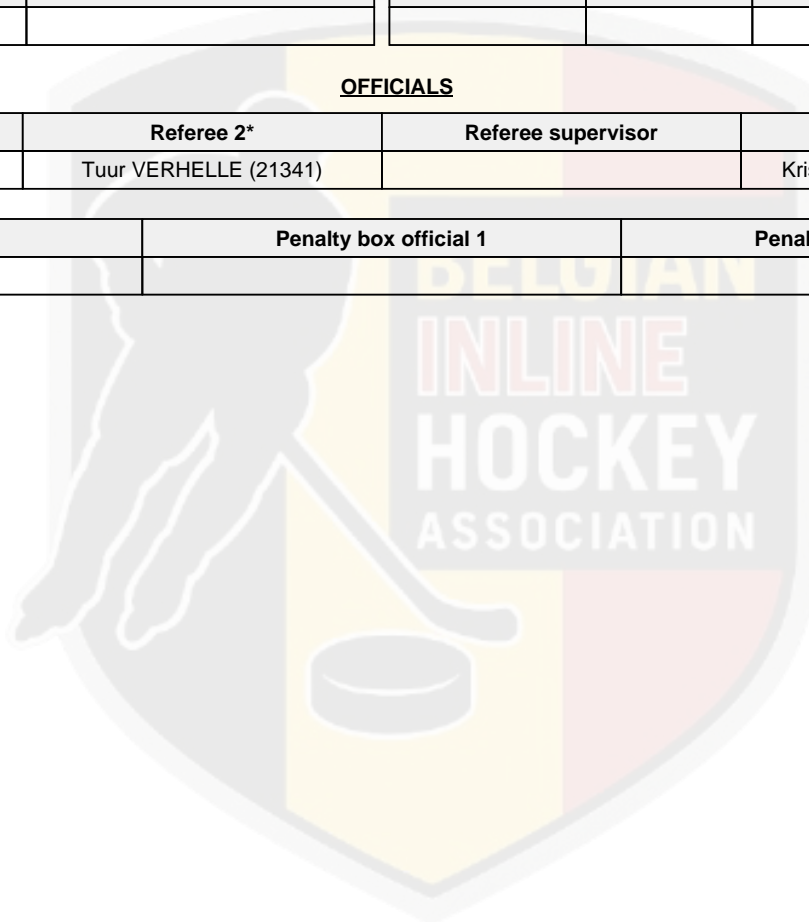 OFFICIALS
Referee 2* Referee supervisor
Tuur VERHELLE (21341)
Penalty box official 1
BELGIAN
INLINE
HOCKEY
ASSOCIATION